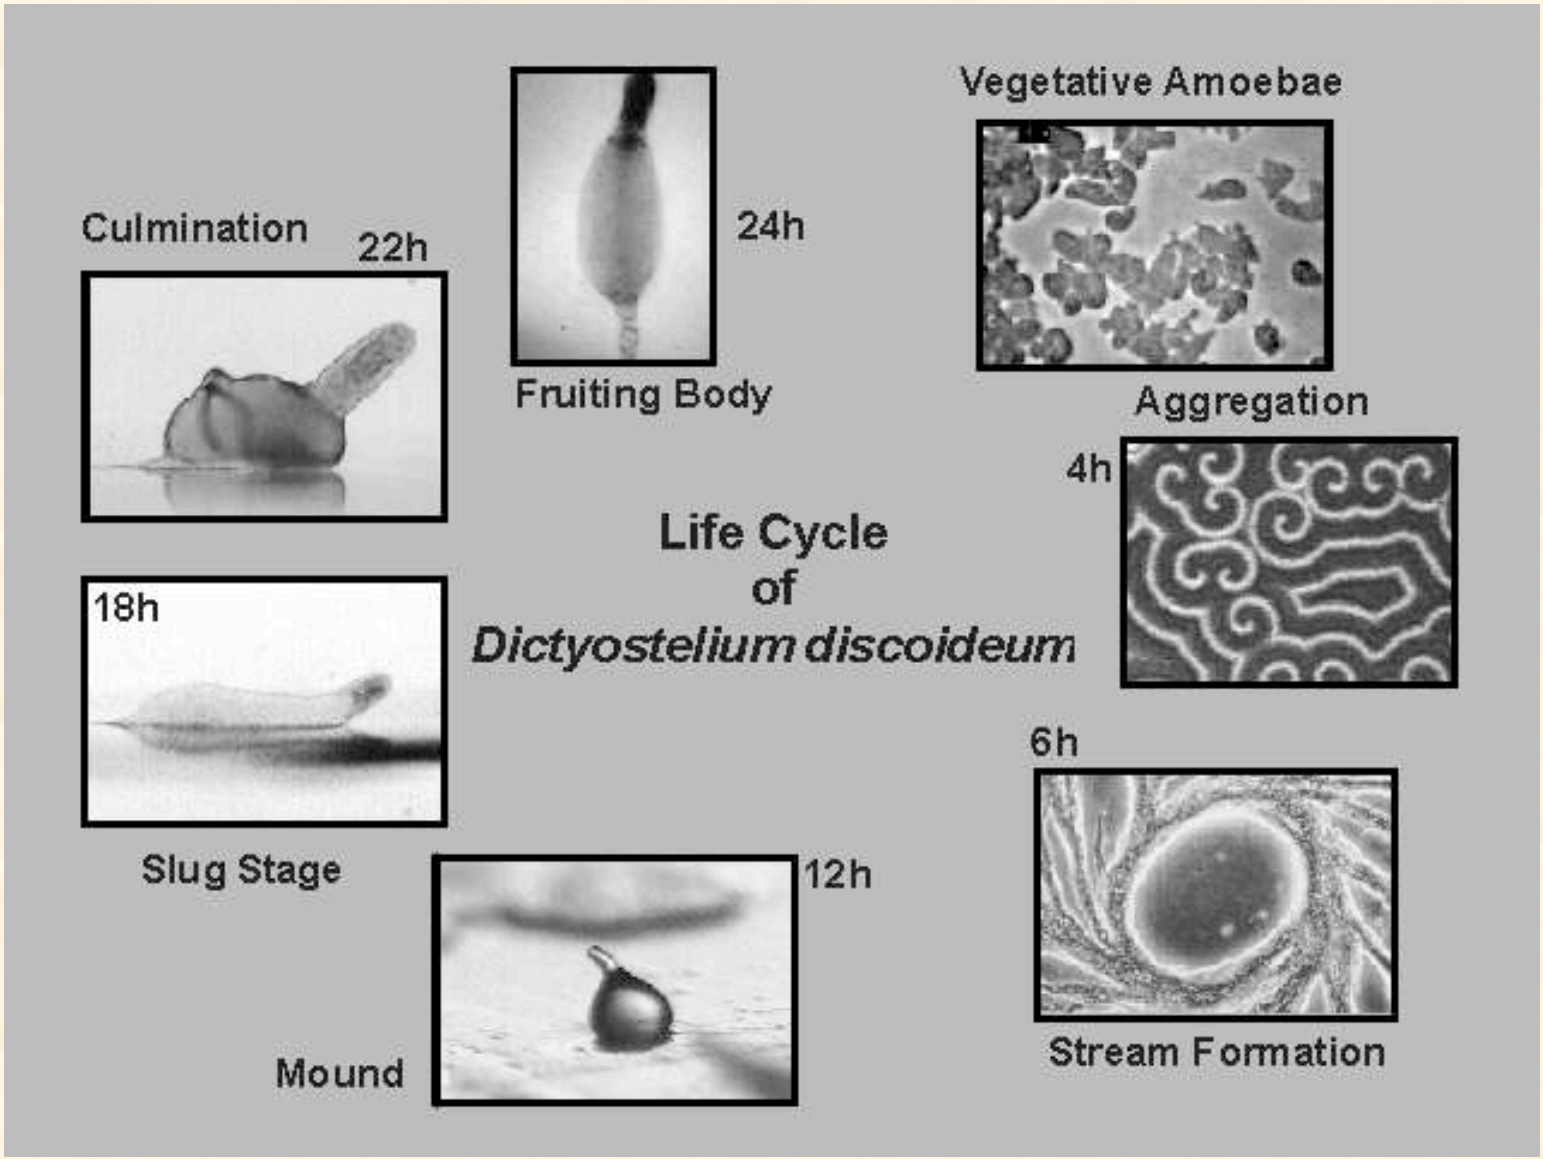 Vegetative Amoebae
Aggregation
4h
6h
Stream Formation
12h
Mound
18h
Slug Stage
Culmination
22h
24h
Fruiting Body
Life Cycle
of
Dictyostelium discoideum